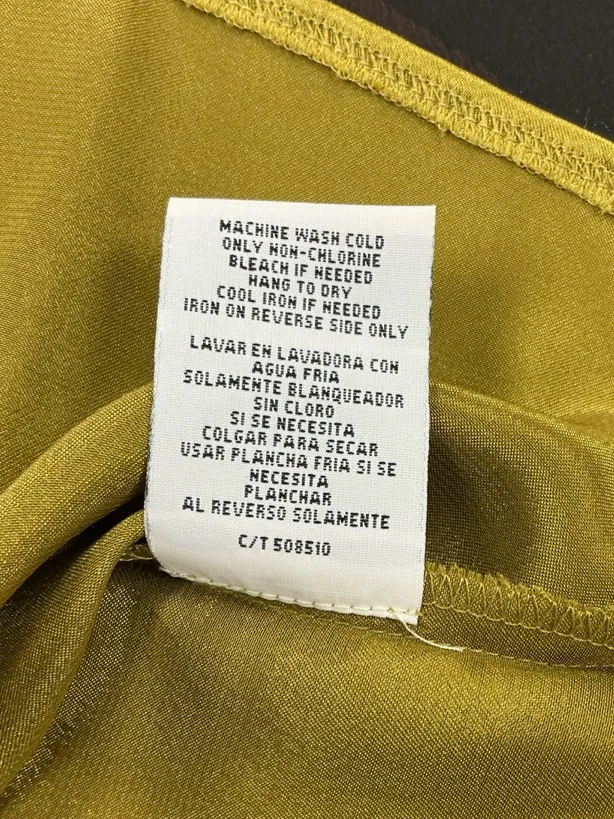 MACHINE WASH COLD
ONLY NON-CHLORINE
BLEACH IF NEEDED
HANG TO DRY
COOL IRON IF NEEDED
IRON ON REVERSE SIDE ONLY
LAVAR EN LAVADORA CON
AGUA FRIA
SOLAMENTE BLANQUEADOR
SIN CLORO
SI SE NECESITA
COLGAR PARA SECAR
USAR PLANCHA FRIA SI SE
NECESITA
PLANCHAR
AL REVERSO SOLAMENTE
C/T 508510